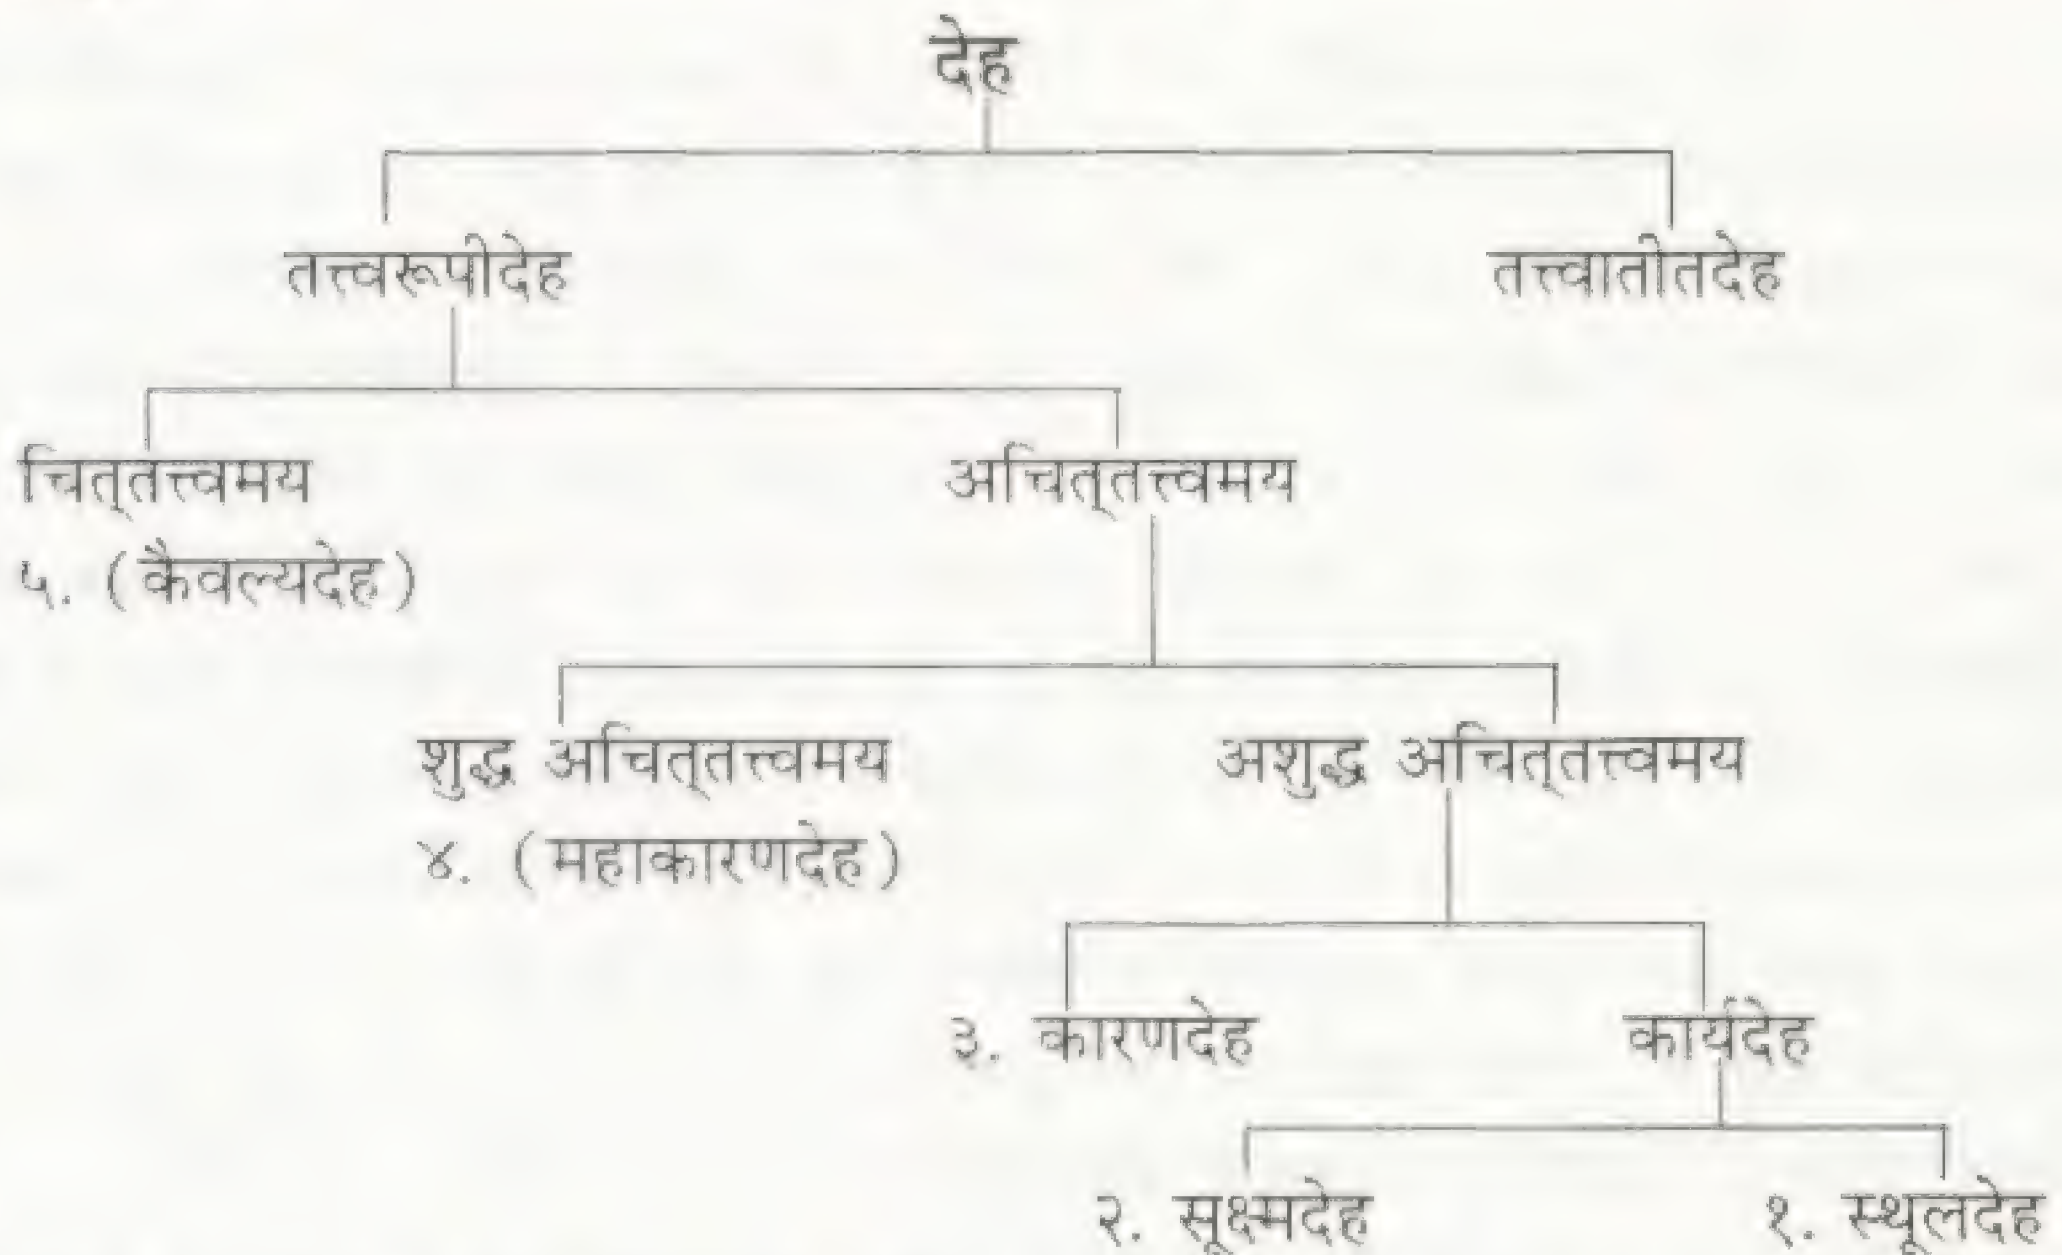 देह
तत्त्वरूपीदेह तत्त्वातीतदेह
चित्‌तत्त्वमय अचित्‌तत्त्वमय
५. (कैवल्यदेह)
शुद्ध अचित्‌तत्त्वमय अशुद्ध अचित्‌तत्त्वमय
४. (महाकारणदेह)
३. कारणदेह कार्यदेह
२. सूक्ष्मदेह १. स्थूलदेह